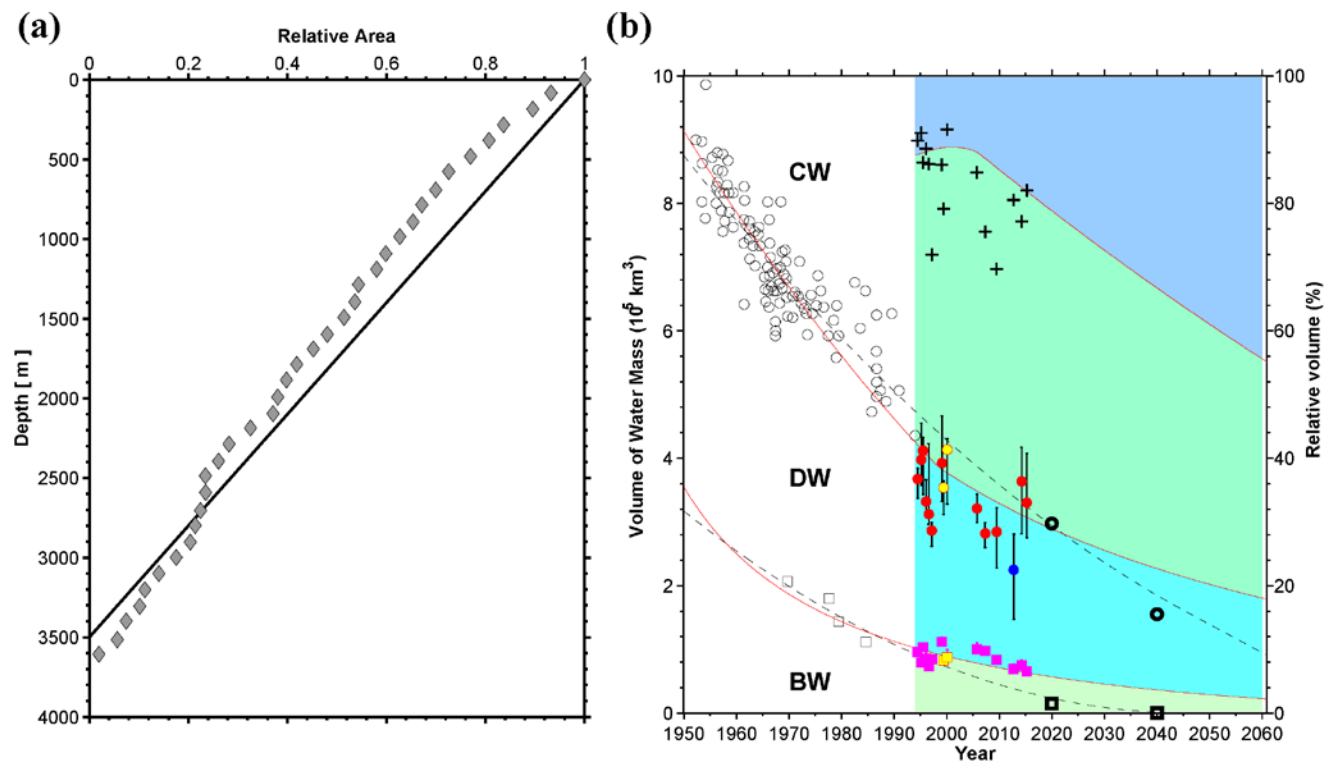 (a)
Relative Area
0 0.2 0.4 0.6 0.8 1
0
500
1000
1500
2000
2500
3000
3500
4000
Depth [ m ]
(b)
10
8
6
4
2
0
Volume of Water Mass (10⁵ km³)
CW
DW
BW
100
80
60
40
20
0
Relative volume (%)
1950 1960 1970 1980 1990 2000 2010 2020 2030 2040 2050 2060
Year